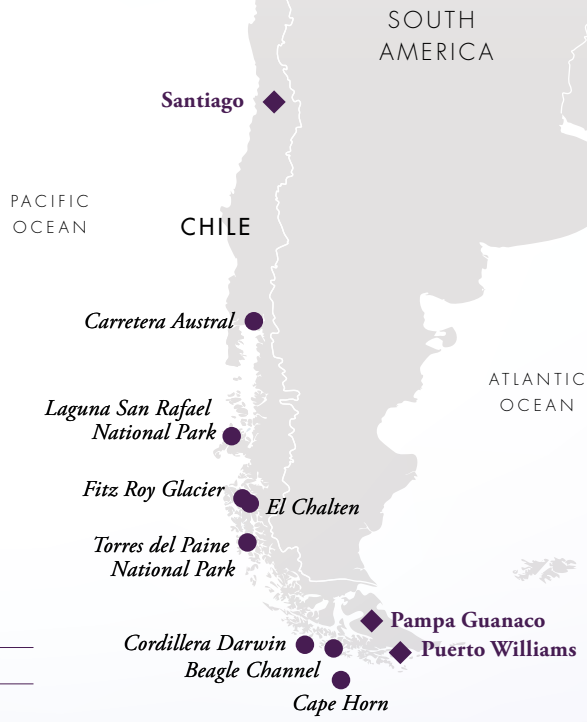 SOUTH
AMERICA
Santiago
PACIFIC
OCEAN
CHILE
Carretera Austral
ATLANTIC
OCEAN
Laguna San Rafael
National Park
Fitz Roy Glacier
El Chalten
Torres del Paine
National Park
Pampa Guanaco
Cordillera Darwin
Puerto Williams
Beagle Channel
Cape Horn